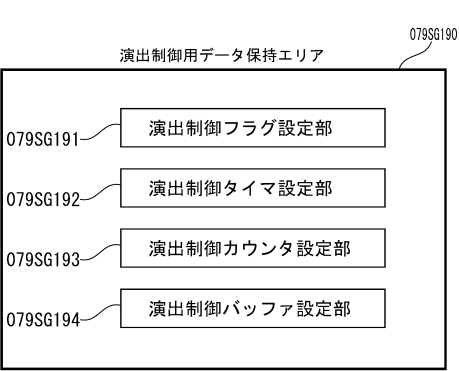 079SG190
演出制御用データ保持エリア
079SG191
演出制御フラグ設定部
079SG192
演出制御タイマ設定部
079SG193
演出制御カウンタ設定部
079SG194
演出制御バッファ設定部